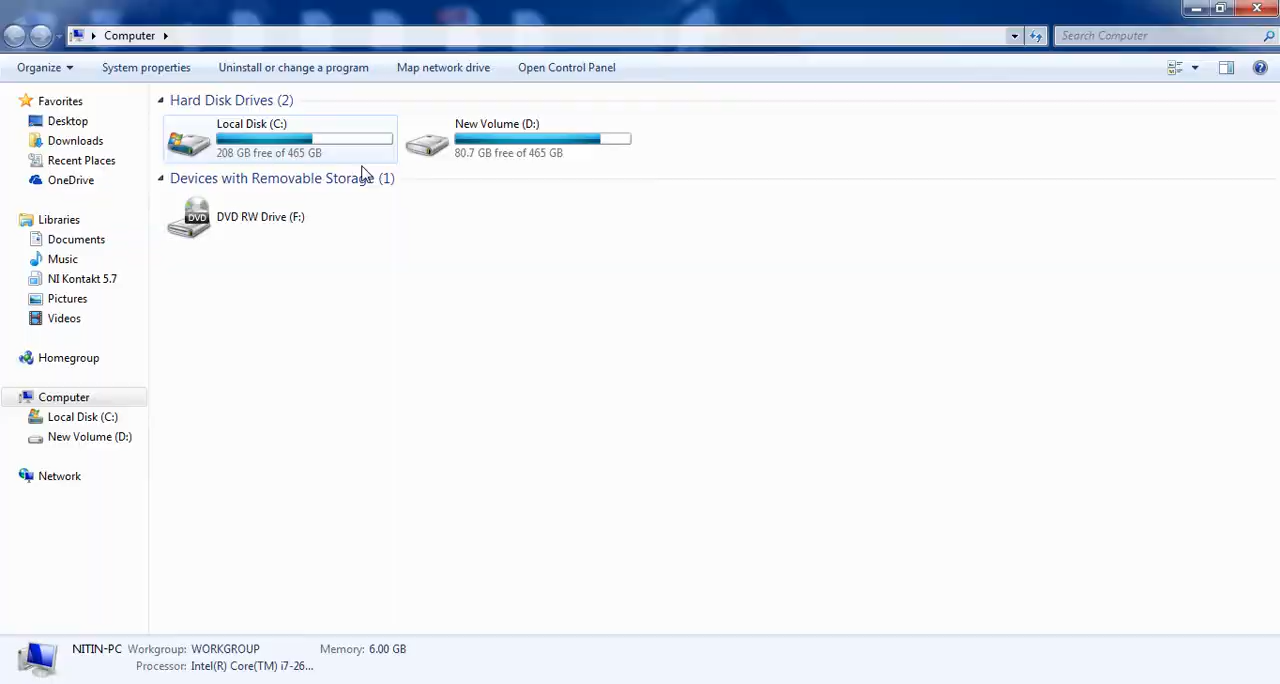 Computer
Search Computer
Organize
System properties
Uninstall or change a program
Map network drive
Open Control Panel
Favorites
Desktop
Downloads
Recent Places
OneDrive
Libraries
Documents
Music
NI Kontakt 5.7
Pictures
Videos
Homegroup
Computer
Local Disk (C:)
New Volume (D:)
Network
Hard Disk Drives (2)
Local Disk (C:)
208 GB free of 465 GB
New Volume (D:)
80.7 GB free of 465 GB
Devices with Removable Storage (1)
DVD
DVD RW Drive (F:)
NITIN-PC Workgroup: WORKGROUP Memory: 6.00 GB
Processor: Intel(R) Core(TM) i7-26...